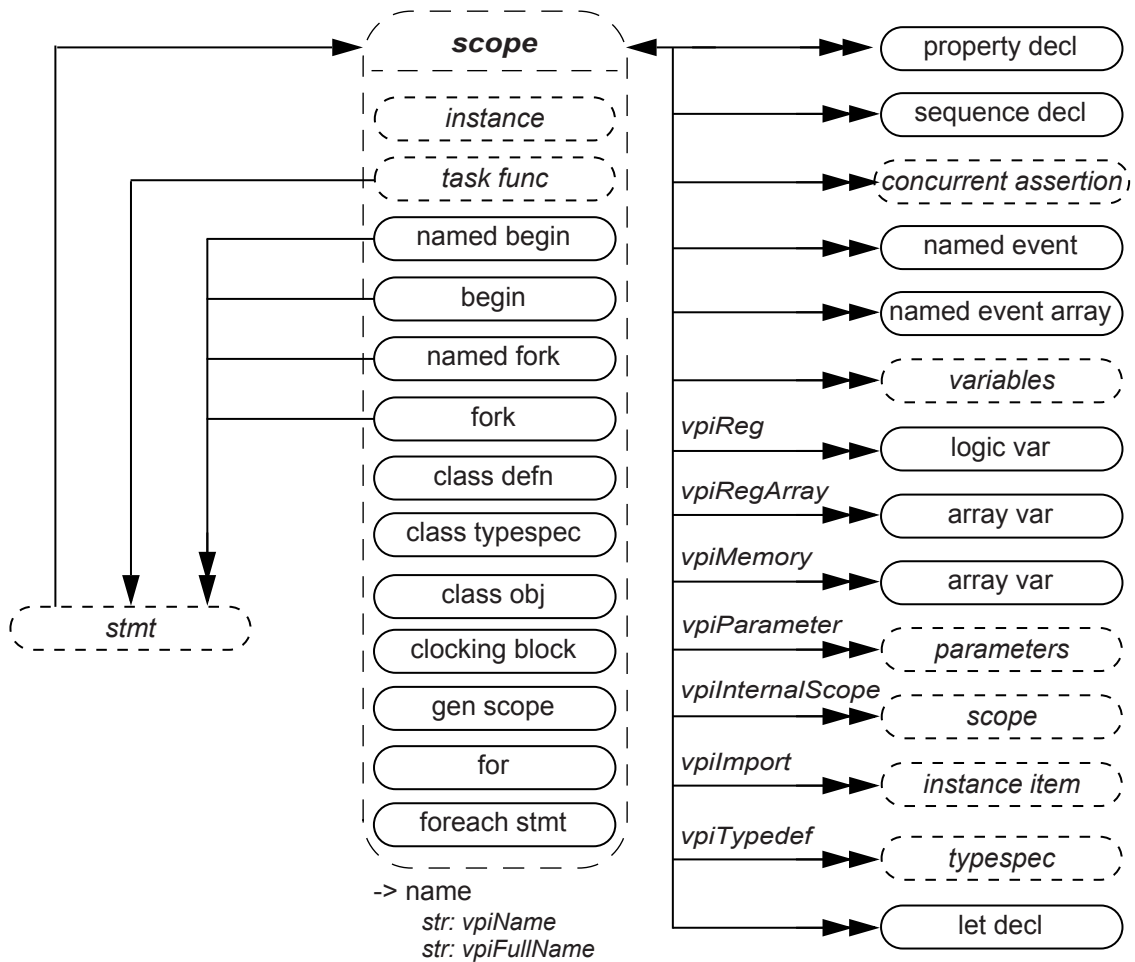 scope
instance
task func
named begin
begin
named fork
fork
class defn
class typespec
class obj
clocking block
gen scope
for
foreach stmt
-> name
str: vpiName
str: vpiFullName
stmt
property decl
sequence decl
concurrent assertion
named event
named event array
variables
vpiReg
logic var
vpiRegArray
array var
vpiMemory
array var
vpiParameter
parameters
vpiInternalScope
scope
vpiImport
instance item
vpiTypedef
typespec
let decl